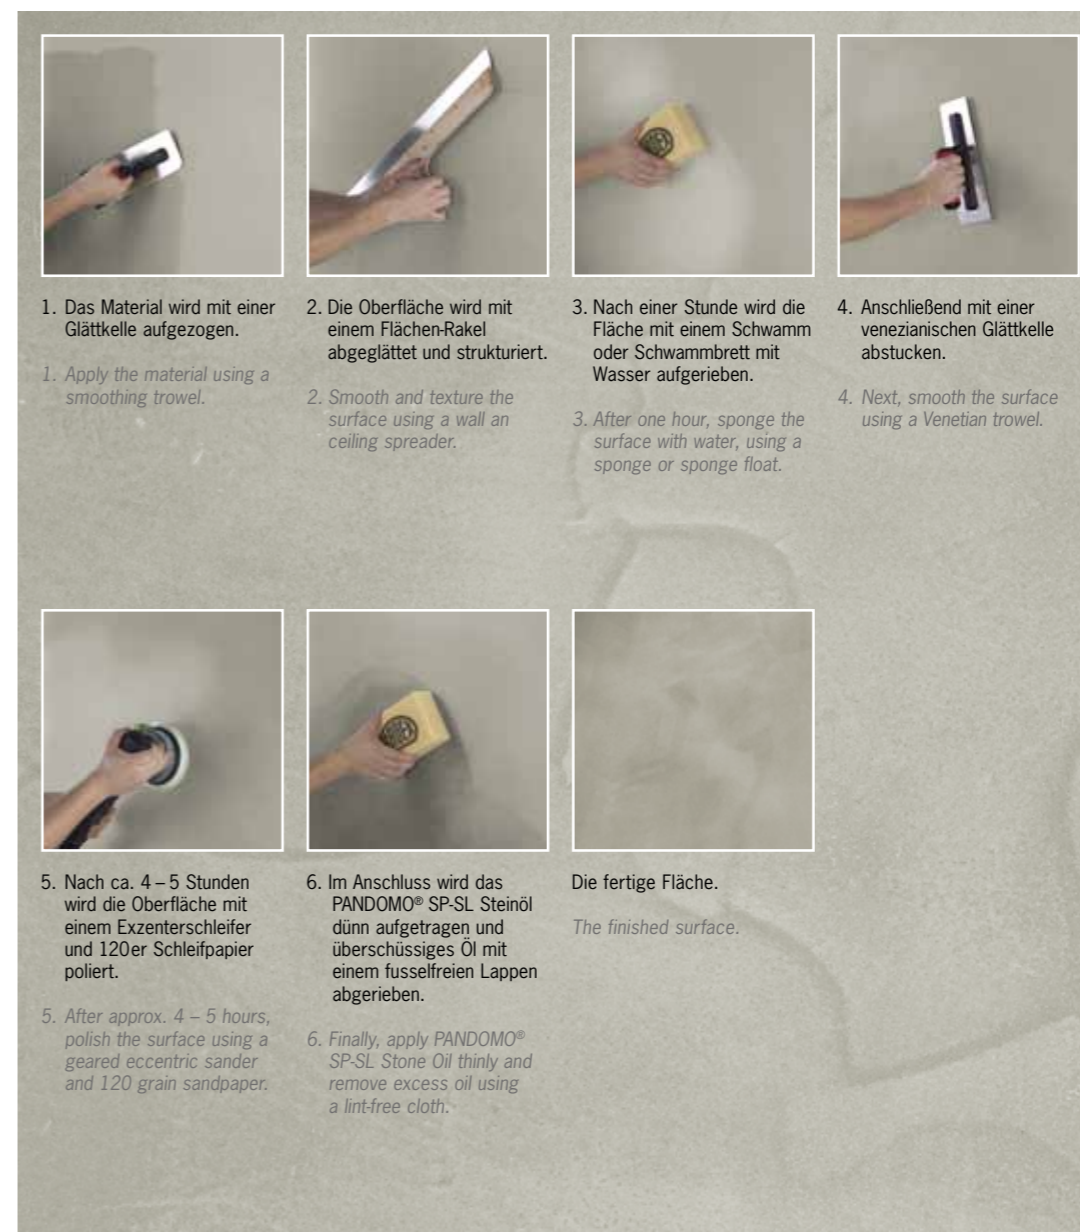 1. Das Material wird mit einer
Glättkelle aufgezogen.
1. Apply the material using a
smoothing trowel.
2. Die Oberfläche wird mit
einem Flächen-Rakel
abgeglättet und strukturiert.
2. Smooth and texture the
surface using a wall an
ceiling spreader.
3. Nach einer Stunde wird die
Fläche mit einem Schwamm
oder Schwammbrett mit
Wasser aufgerieben.
3. After one hour, sponge the
surface with water, using a
sponge or sponge float.
4. Anschließend mit einer
venezianischen Glättkelle
abstucken.
4. Next, smooth the surface
using a Venetian trowel.
5. Nach ca. 4 – 5 Stunden
wird die Oberfläche mit
einem Exzenterschleifer
und 120er Schleifpapier
poliert.
5. After approx. 4 – 5 hours,
polish the surface using a
geared eccentric sander
and 120 grain sandpaper.
6. Im Anschluss wird das
PANDOMO® SP-SL Steinöl
dünn aufgetragen und
überschüssiges Öl mit
einem fusselfreien Lappen
abgerieben.
6. Finally, apply PANDOMO®
SP-SL Stone Oil thinly and
remove excess oil using
a lint-free cloth.
Die fertige Fläche.
The finished surface.